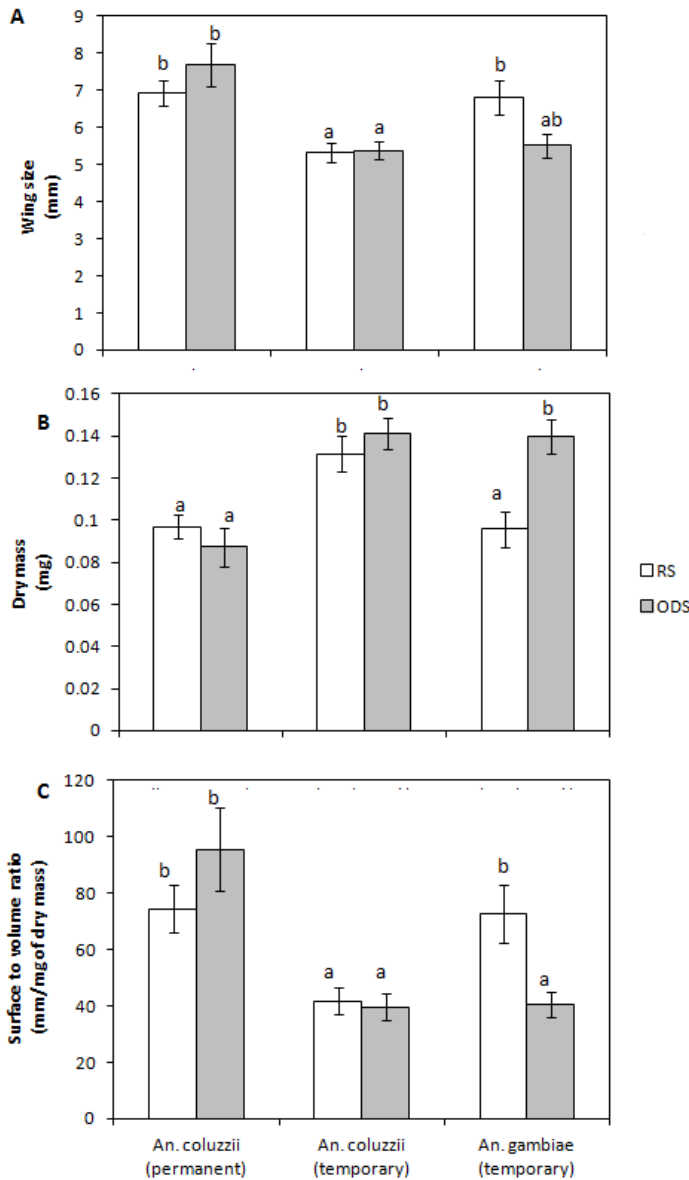 A
9
8
7
6
5
4
3
2
1
0
Wing size
(mm)
b
b
a
a
b
ab
B
0.16
0.14
0.12
0.1
0.08
0.06
0.04
0.02
0
Dry mass
(mg)
a
a
b
b
a
b
RS
ODS
C
120
100
80
60
40
20
0
Surface to volume ratio
(mm/mg of dry mass)
b
b
a
a
b
a
An. coluzzii
(permanent)
An. coluzzii
(temporary)
An. gambiae
(temporary)